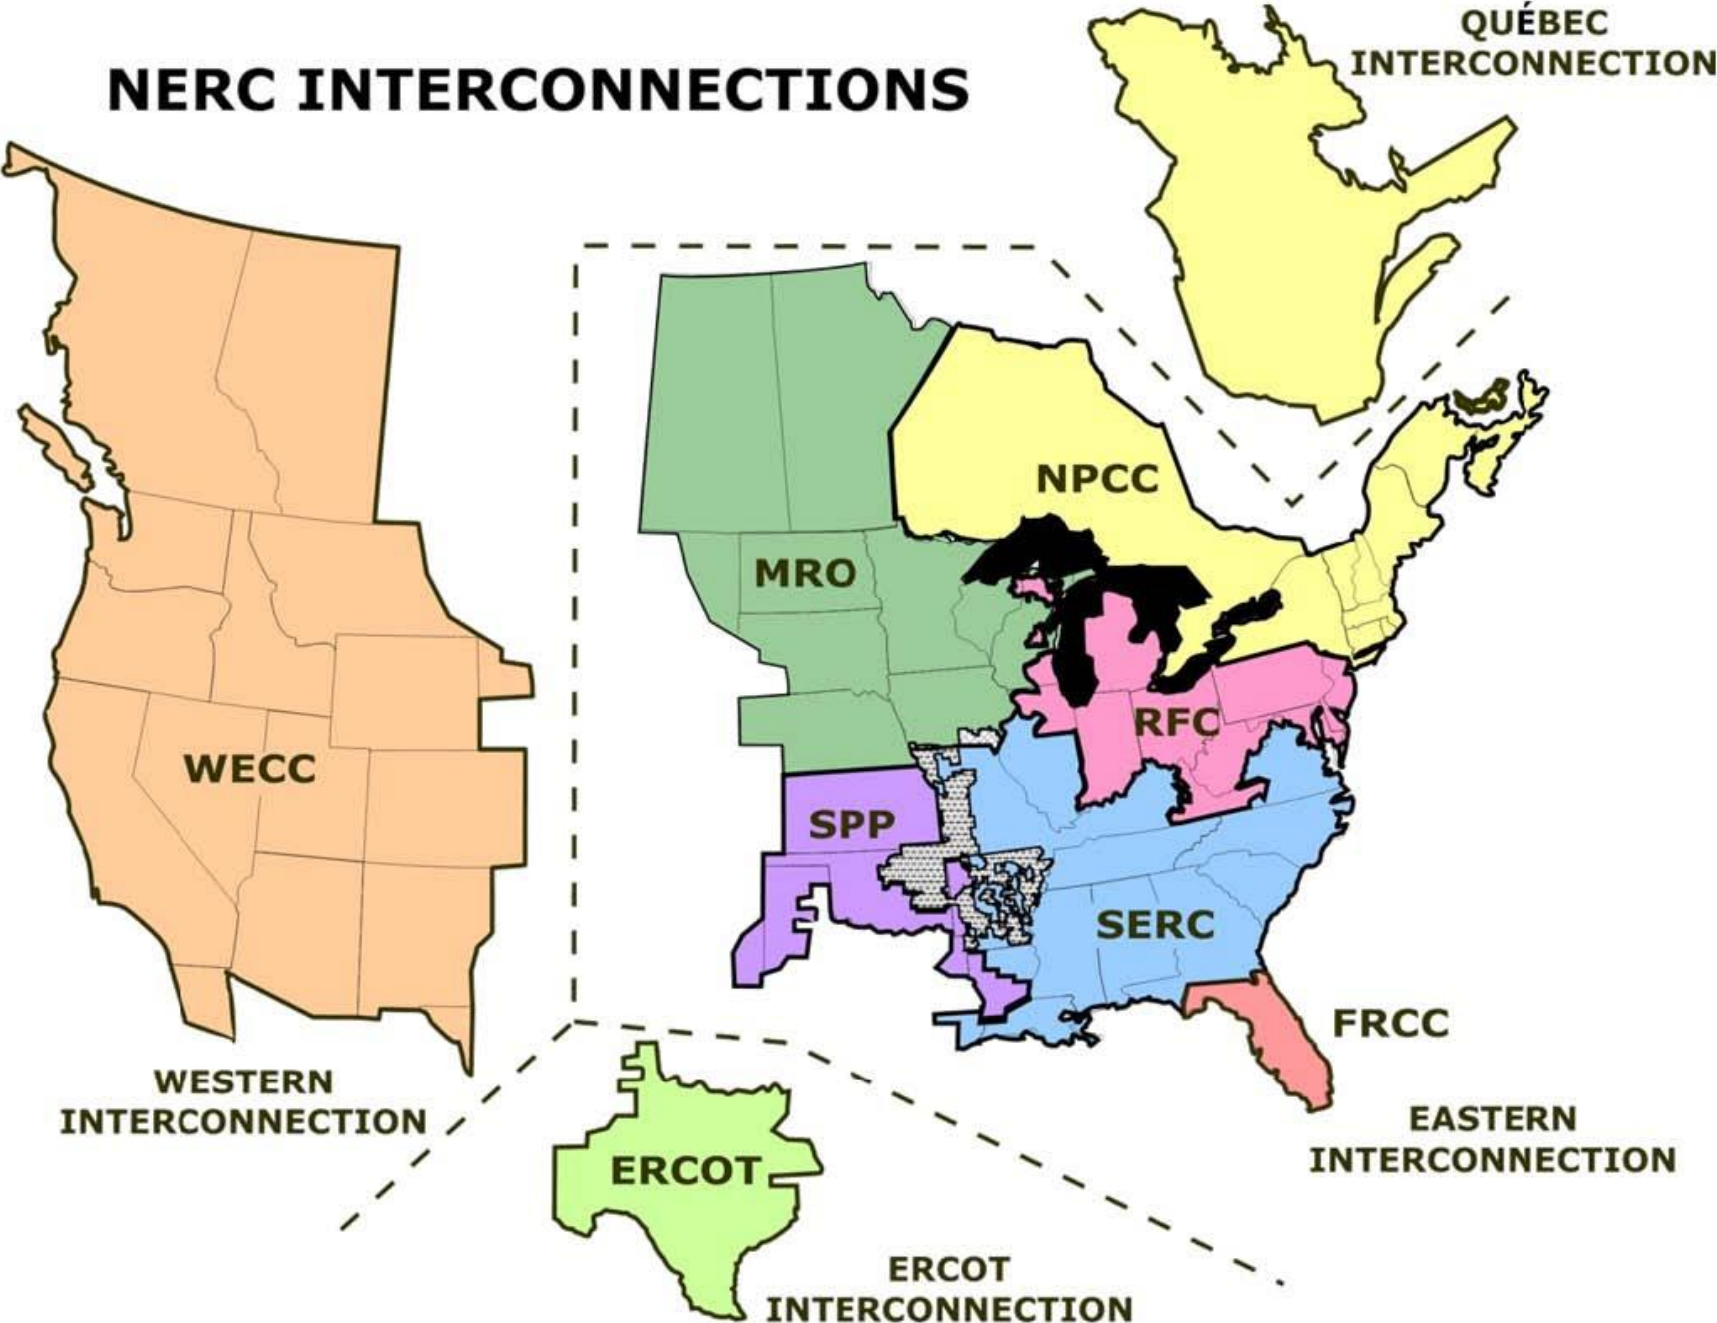 NERC INTERCONNECTIONS
QUÉBEC
INTERCONNECTION
NPCC
MRO
RFC
WECC
SPP
SERC
FRCC
WESTERN
INTERCONNECTION
EASTERN
INTERCONNECTION
ERCOT
ERCOT
INTERCONNECTION